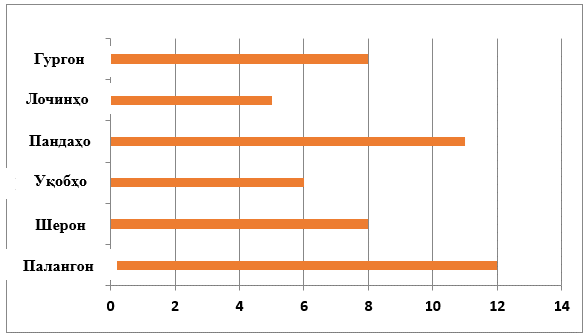 Гургон
Лочинҳо
Пандаҳо
Уқобҳо
Шерон
Палангон
0 2 4 6 8 10 12 14